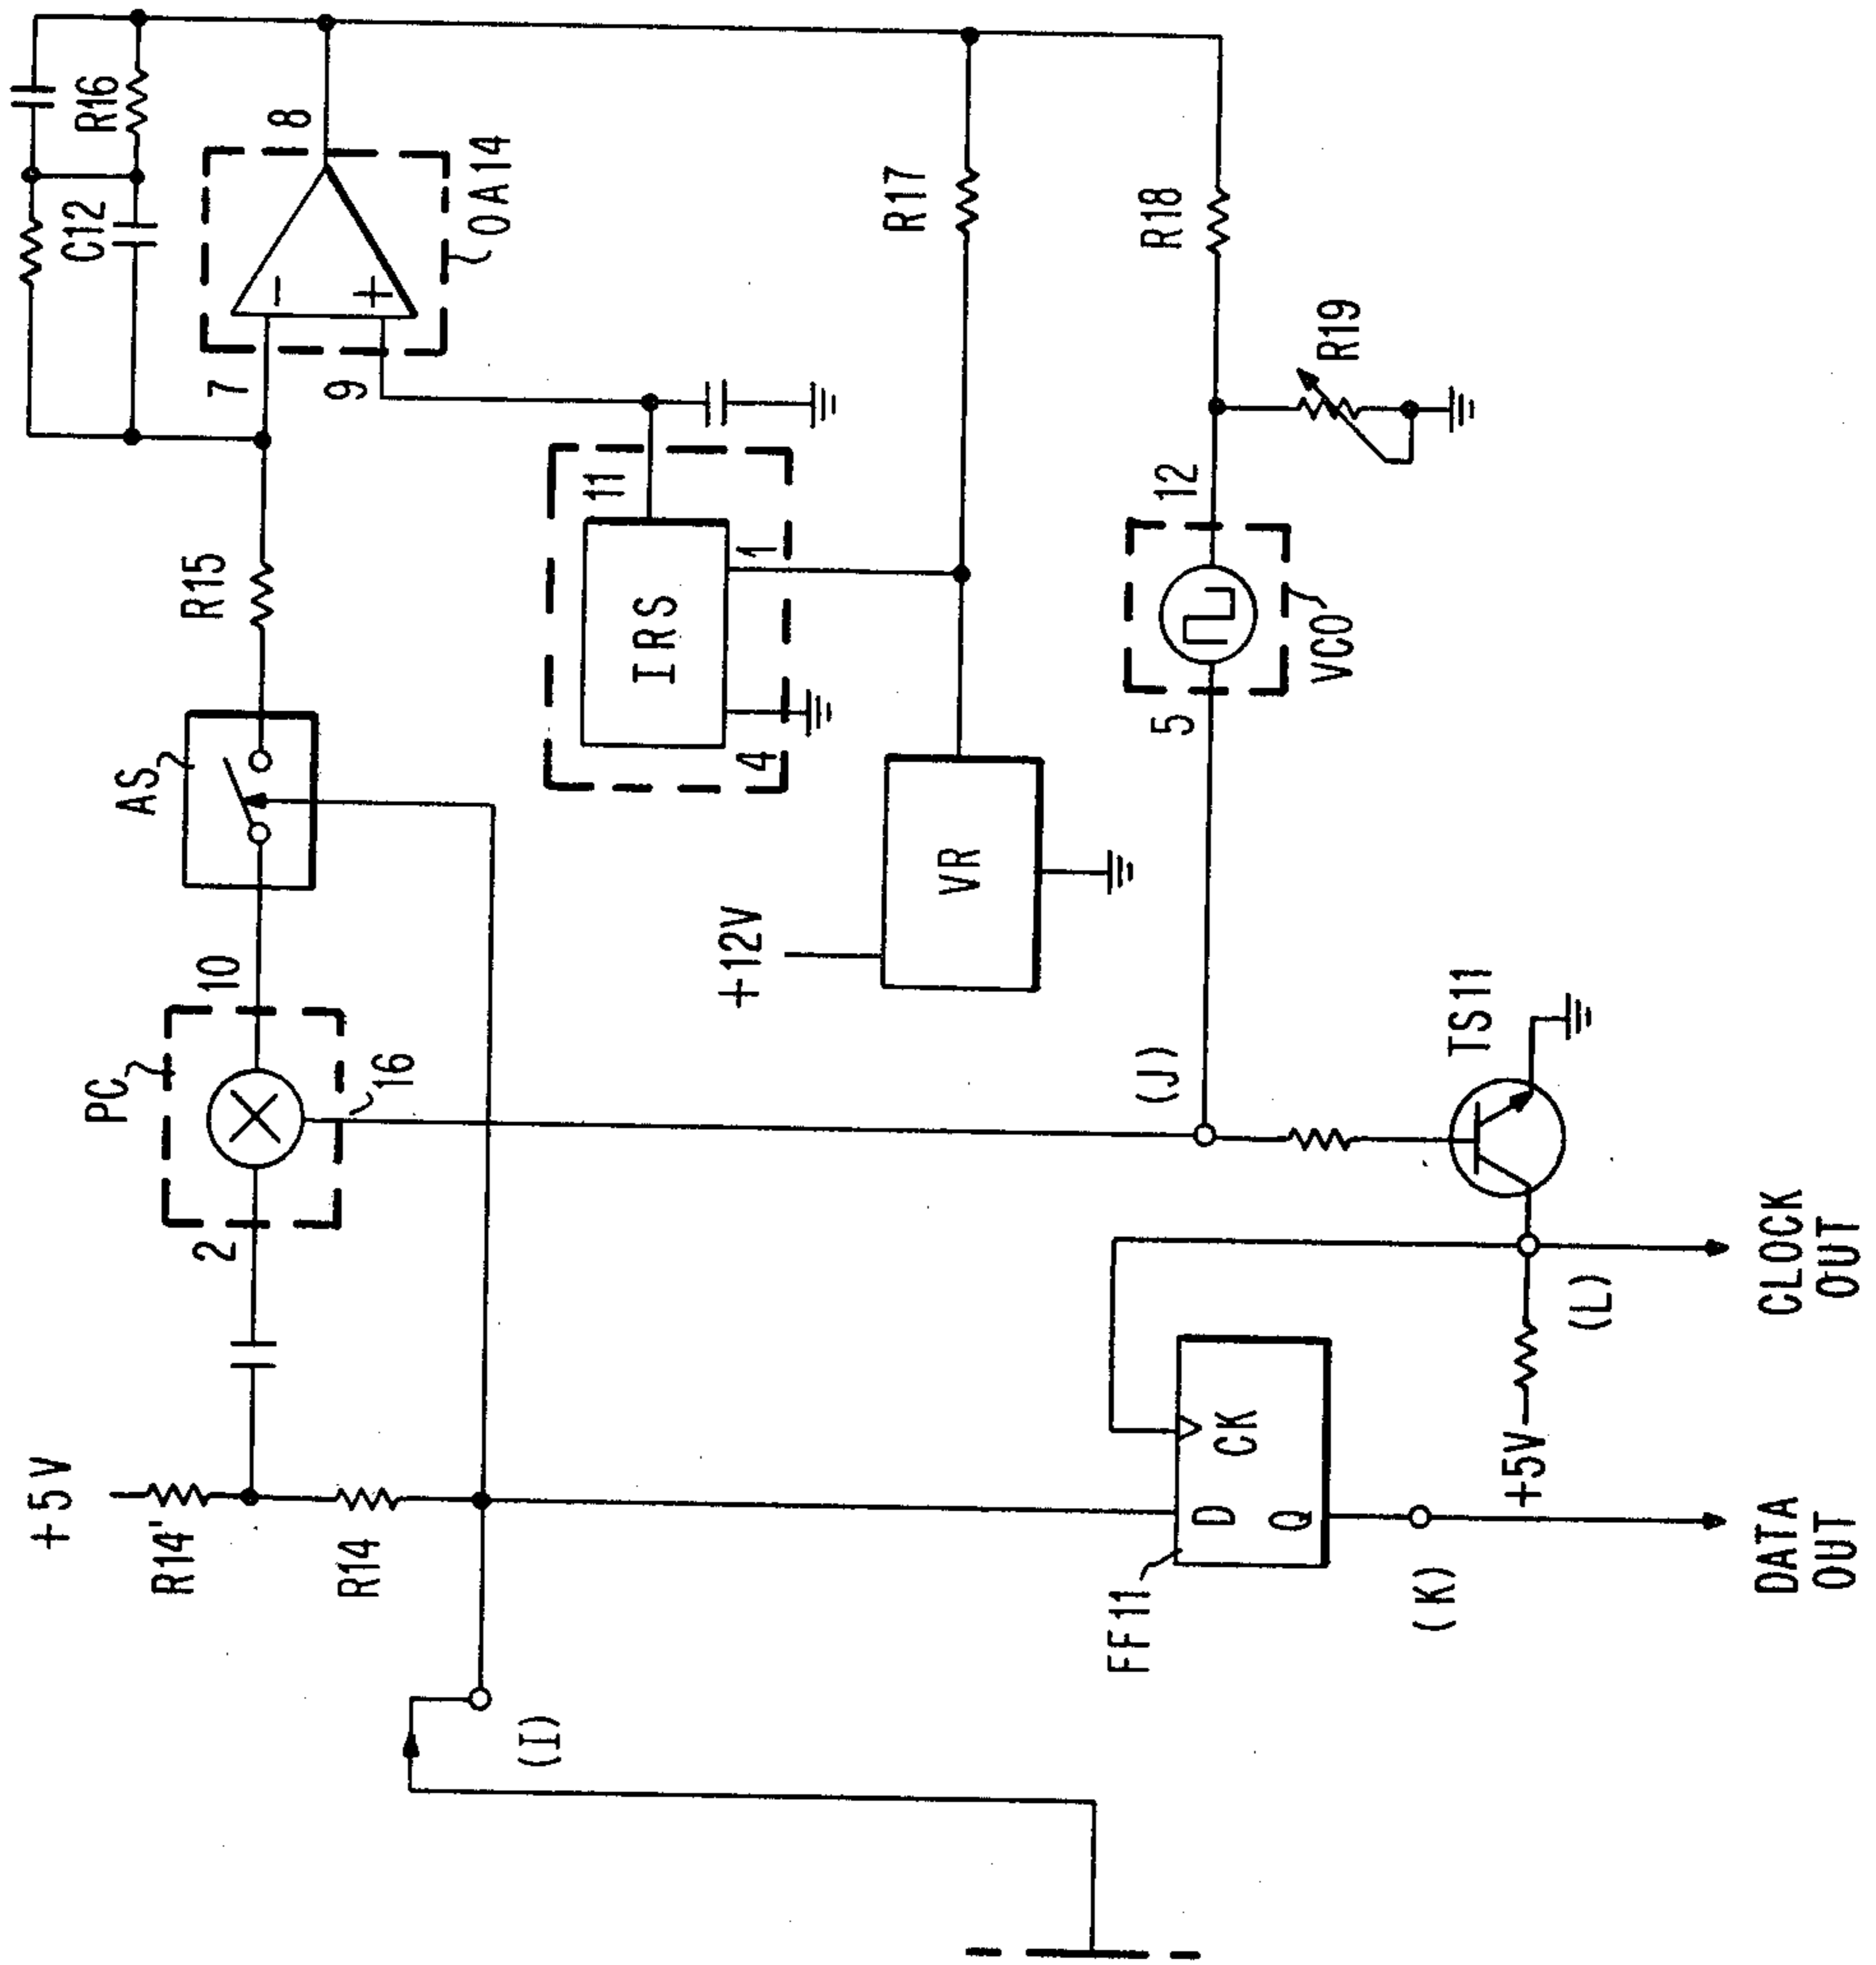 +5V
R14'
R14
2
PC
16
10
AS
R15
C12
R16
7
9
-
+
8
OA14
11
IRS
1
4
+12V
VR
R17
R18
R19
12
VCO
5
(J)
TS11
(I)
FF11
D
CK
Q
(K)
+5V
(L)
DATA
OUT
CLOCK
OUT